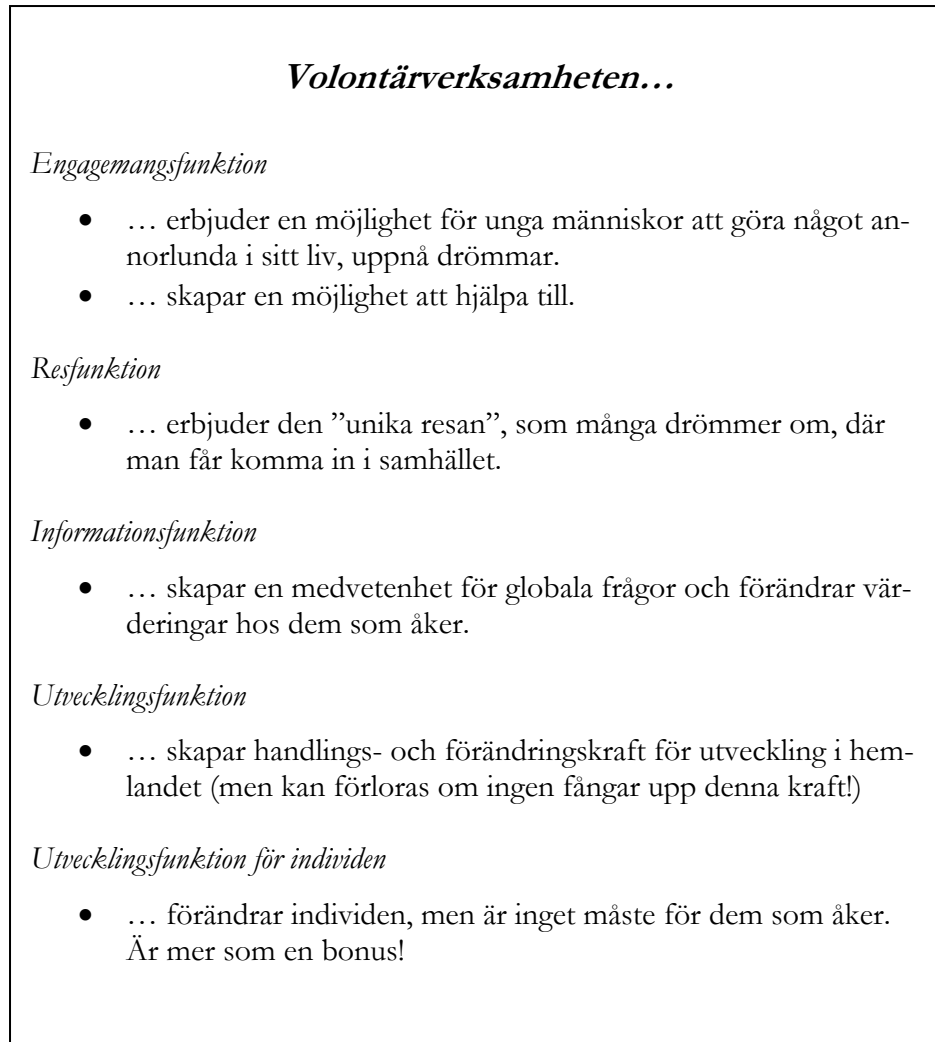 Volontärverksamheten…
Engagemangsfunktion
• … erbjuder en möjlighet för unga människor att göra något an-
norlunda i sitt liv, uppnå drömmar.
• … skapar en möjlighet att hjälpa till.
Resfunktion
• … erbjuder den ”unika resan”, som många drömmer om, där
man får komma in i samhället.
Informationsfunktion
• … skapar en medvetenhet för globala frågor och förändrar vär-
deringar hos dem som åker.
Utvecklingsfunktion
• … skapar handlings- och förändringskraft för utveckling i hem-
landet (men kan förloras om ingen fångar upp denna kraft!)
Utvecklingsfunktion för individen
• … förändrar individen, men är inget måste för dem som åker.
Är mer som en bonus!